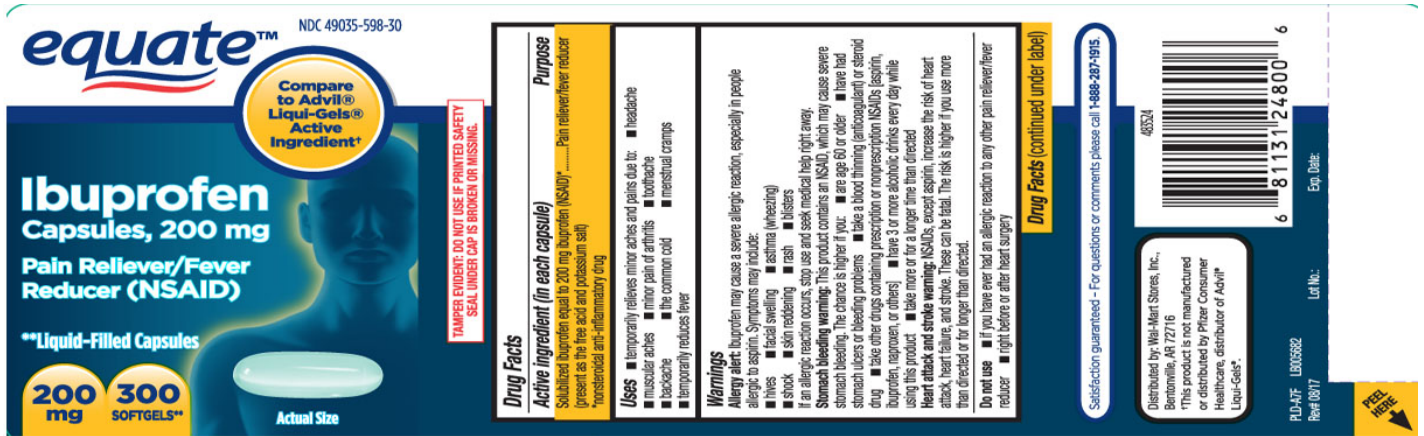 equate™
NDC 49035-598-30
Compare
to Advil®
Liqui-Gels®
Active
Ingredient†
Ibuprofen
Capsules, 200 mg
Pain Reliever/Fever
Reducer (NSAID)
**Liquid-Filled Capsules
200
mg
300
SOFTGELS**
Actual Size
TAMPER EVIDENT: DO NOT USE IF PRINTED SAFETY
SEAL UNDER CAP IS BROKEN OR MISSING.
Drug Facts
Active ingredient (in each capsule) Purpose
Solubilized Ibuprofen equal to 200 mg Ibuprofen (NSAID)*..........Pain reliever/fever reducer
(present as the free acid and potassium salt)
*nonsteroidal anti-inflammatory drug
Uses ■ temporarily relieves minor aches and pains due to: ■ headache
■ muscular aches ■ minor pain of arthritis ■ toothache
■ backache ■ the common cold ■ menstrual cramps
■ temporarily reduces fever
Warnings
Allergy alert: Ibuprofen may cause a severe allergic reaction, especially in people
allergic to aspirin. Symptoms may include:
■ hives ■ facial swelling ■ asthma (wheezing)
■ shock ■ skin reddening ■ rash ■ blisters
If an allergic reaction occurs, stop use and seek medical help right away.
Stomach bleeding warning: This product contains an NSAID, which may cause severe
stomach bleeding. The chance is higher if you: ■ are age 60 or older ■ have had
stomach ulcers or bleeding problems ■ take a blood thinning (anticoagulant) or steroid
drug ■ take other drugs containing prescription or nonprescription NSAIDs [aspirin,
ibuprofen, naproxen, or others] ■ have 3 or more alcoholic drinks every day while
using this product ■ take more or for a longer time than directed
Heart attack and stroke warning: NSAIDs, except aspirin, increase the risk of heart
attack, heart failure, and stroke. These can be fatal. The risk is higher if you use more
than directed or for longer than directed.
Do not use ■ if you have ever had an allergic reaction to any other pain reliever/fever
reducer ■ right before or after heart surgery
Drug Facts (continued under label)
Satisfaction guaranteed – For questions or comments please call 1-888-287-1915.
483524
6 81131 24800 6
Distributed by: Wal-Mart Stores, Inc.,
Bentonville, AR 72716
†This product is not manufactured
or distributed by Pfizer Consumer
Healthcare, distributor of Advil®
Liqui-Gels®.
PLD-A7F LB005682
Rev# 08/17 Lot No.: Exp. Date:
PEEL
HERE